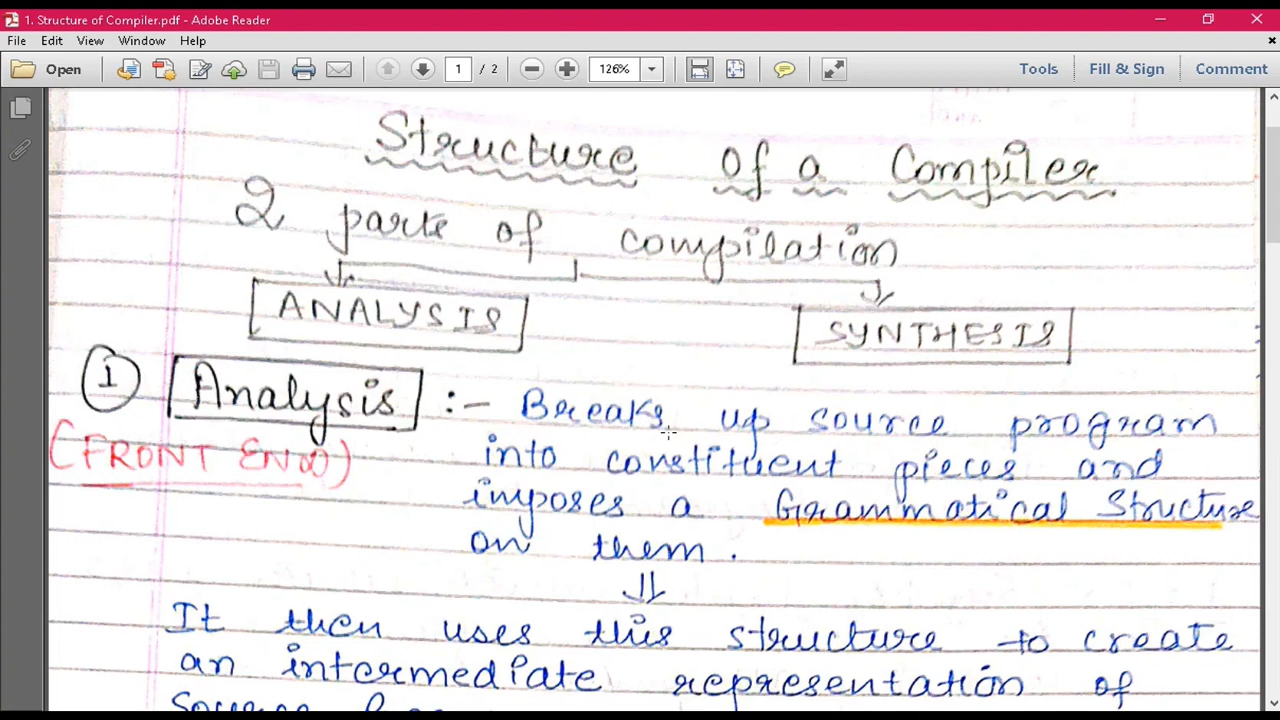 1. Structure of Compiler.pdf - Adobe Reader
File Edit View Window Help
Open 1 / 2 126% Tools Fill & Sign Comment
Structure of a Compiler
2 parts of compilation
ANALYSIS SYNTHESIS
I Analysis :- Breaks up source program
(FRONT END) into constituent pieces and
imposes a Grammatical Structure
on them.
It then uses this structure to create
an intermediate representation of